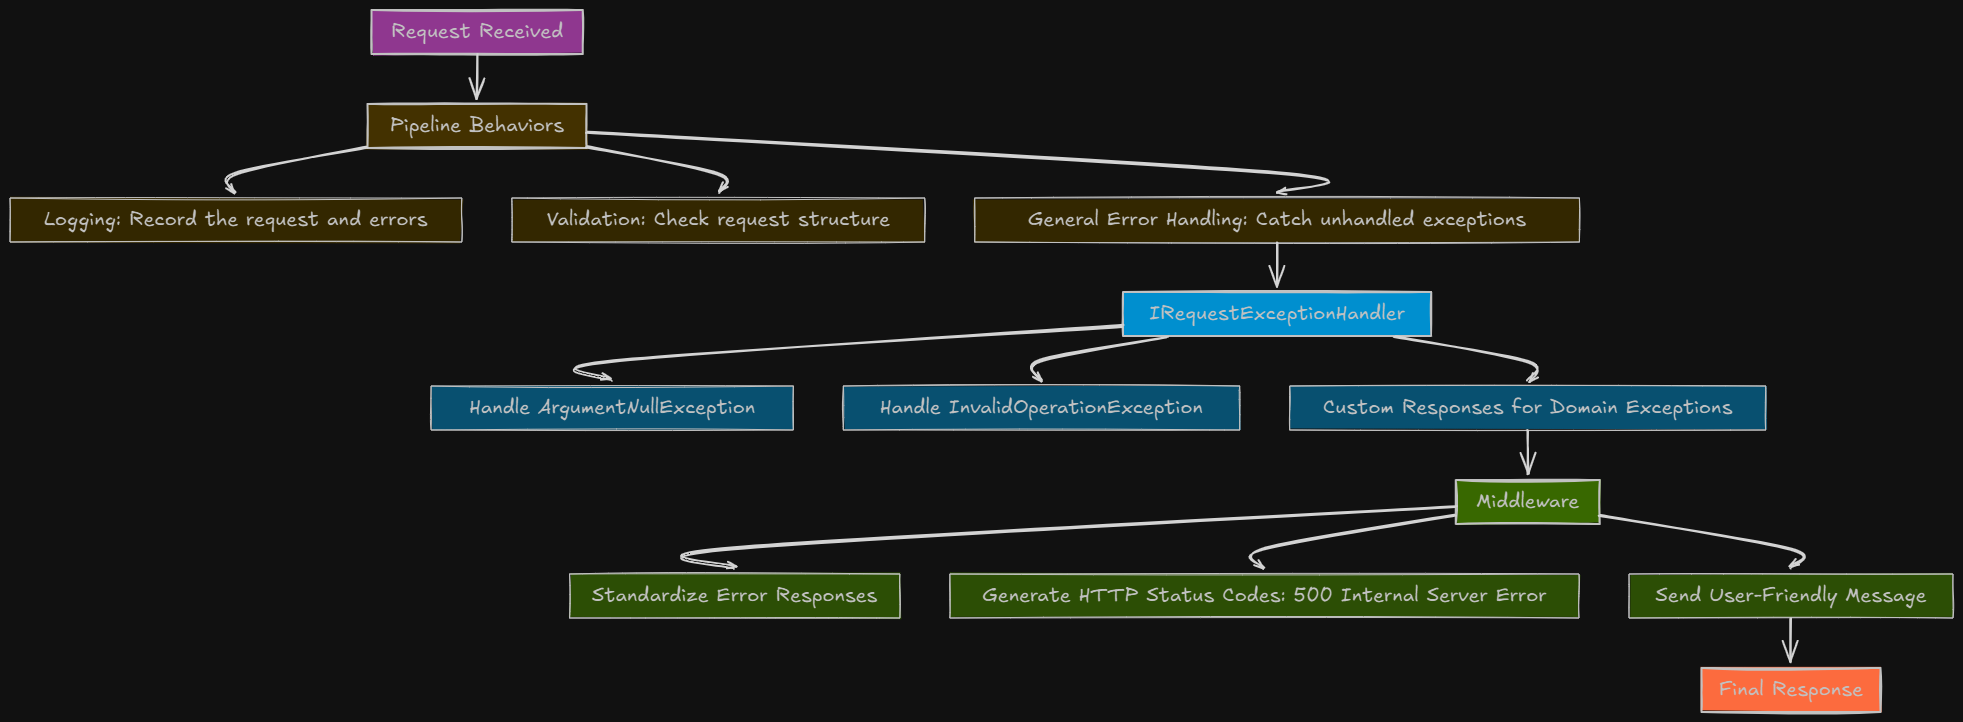 Request Received
Pipeline Behaviors
Logging: Record the request and errors
Validation: Check request structure
General Error Handling: Catch unhandled exceptions
IRequestExceptionHandler
Handle ArgumentNullException
Handle InvalidOperationException
Custom Responses for Domain Exceptions
Middleware
Standardize Error Responses
Generate HTTP Status Codes: 500 Internal Server Error
Send User-Friendly Message
Final Response